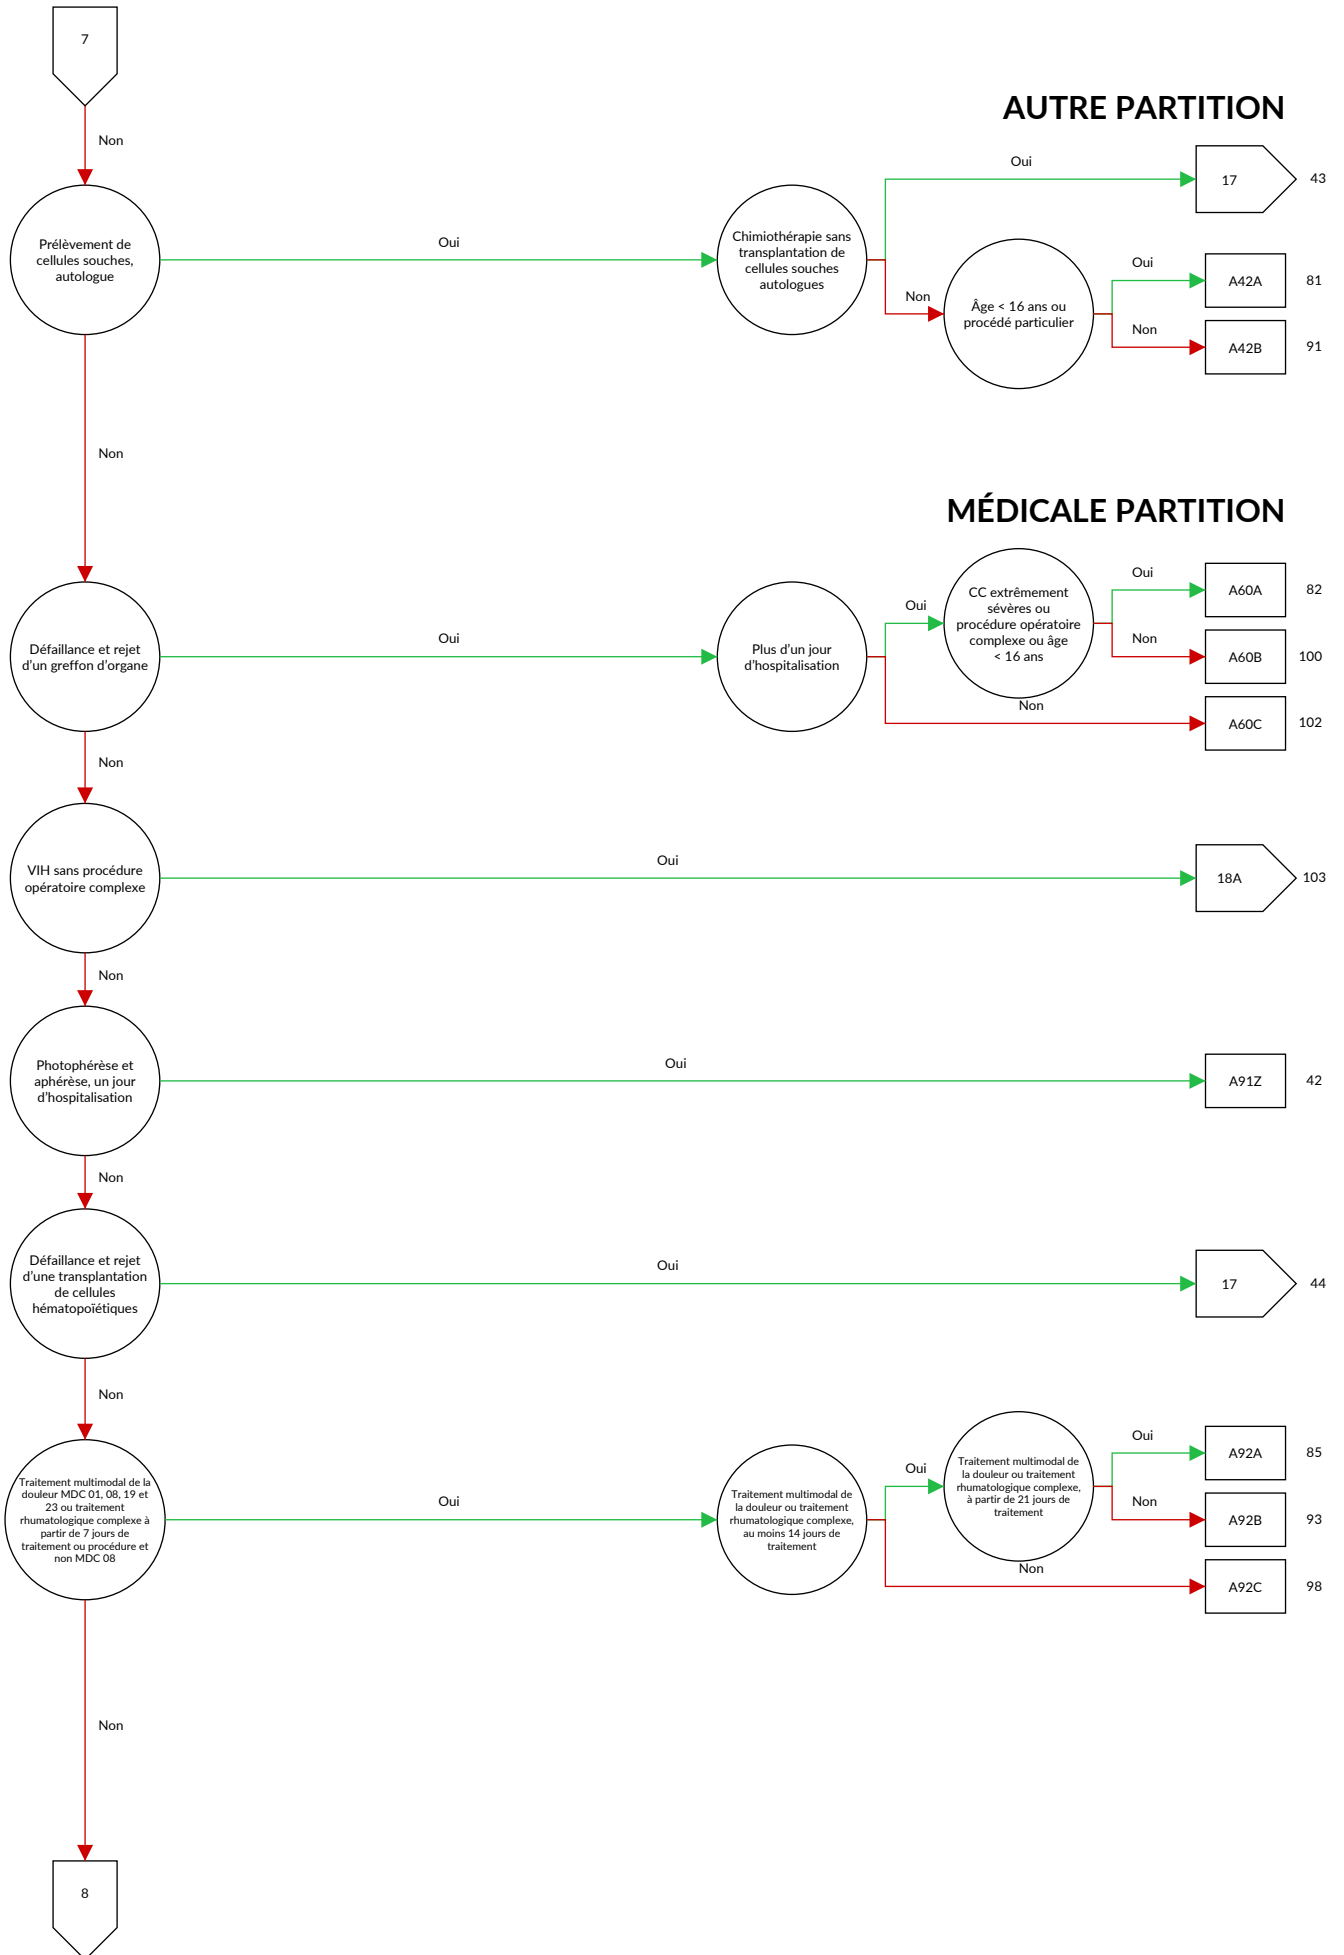 7
Non
AUTRE PARTITION
Prélèvement de
cellules souches,
autologue
Oui
Chimiothérapie sans
transplantation de
cellules souches
autologues
Oui
17
43
Non
Âge < 16 ans ou
procédé particulier
Oui
A42A
81
Non
A42B
91
Non
MÉDICALE PARTITION
Défaillance et rejet
d'un greffon d'organe
Oui
Plus d'un jour
d'hospitalisation
Oui
CC extrêmement
sévères ou
procédure opératoire
complexe ou âge
< 16 ans
Oui
A60A
82
Non
A60B
100
Non
A60C
102
Non
VIH sans procédure
opératoire complexe
Oui
18A
103
Non
Photophérèse et
aphérèse, un jour
d'hospitalisation
Oui
A91Z
42
Non
Défaillance et rejet
d'une transplantation
de cellules
hématopoïétiques
Oui
17
44
Non
Traitement multimodal de la
douleur MDC 01, 08, 19 et
23 ou traitement
rhumatologique complexe à
partir de 7 jours de
traitement ou procédure et
non MDC 08
Oui
Traitement multimodal de
la douleur ou traitement
rhumatologique complexe,
au moins 14 jours de
traitement
Oui
Traitement multimodal de
la douleur ou traitement
rhumatologique complexe,
à partir de 21 jours de
traitement
Oui
A92A
85
Non
A92B
93
Non
A92C
98
Non
8